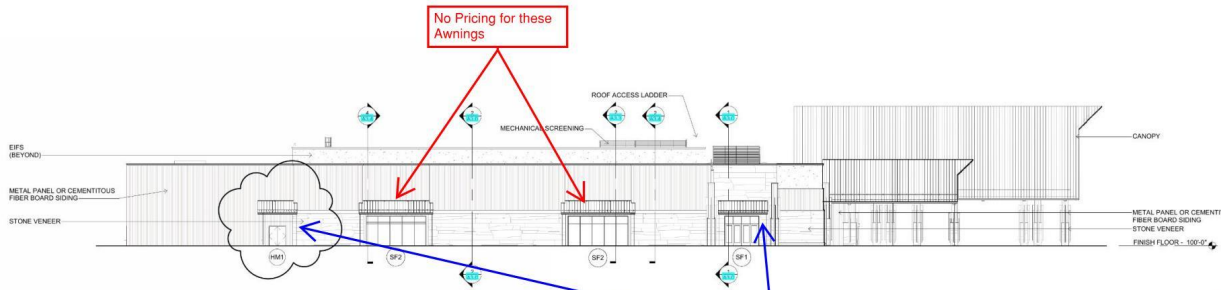 No Pricing for these
Awnings
ROOF ACCESS LADDER
MECHANICAL SCREENING
EIFS
(BEYOND)
CANOPY
METAL PANEL OR CEMENTITOUS
FIBER BOARD SIDING
STONE VENEER
METAL PANEL OR CEMENTI
FIBER BOARD SIDING
STONE VENEER
FINISH FLOOR - 100'-0"
HM1
SF2
SF2
SF1